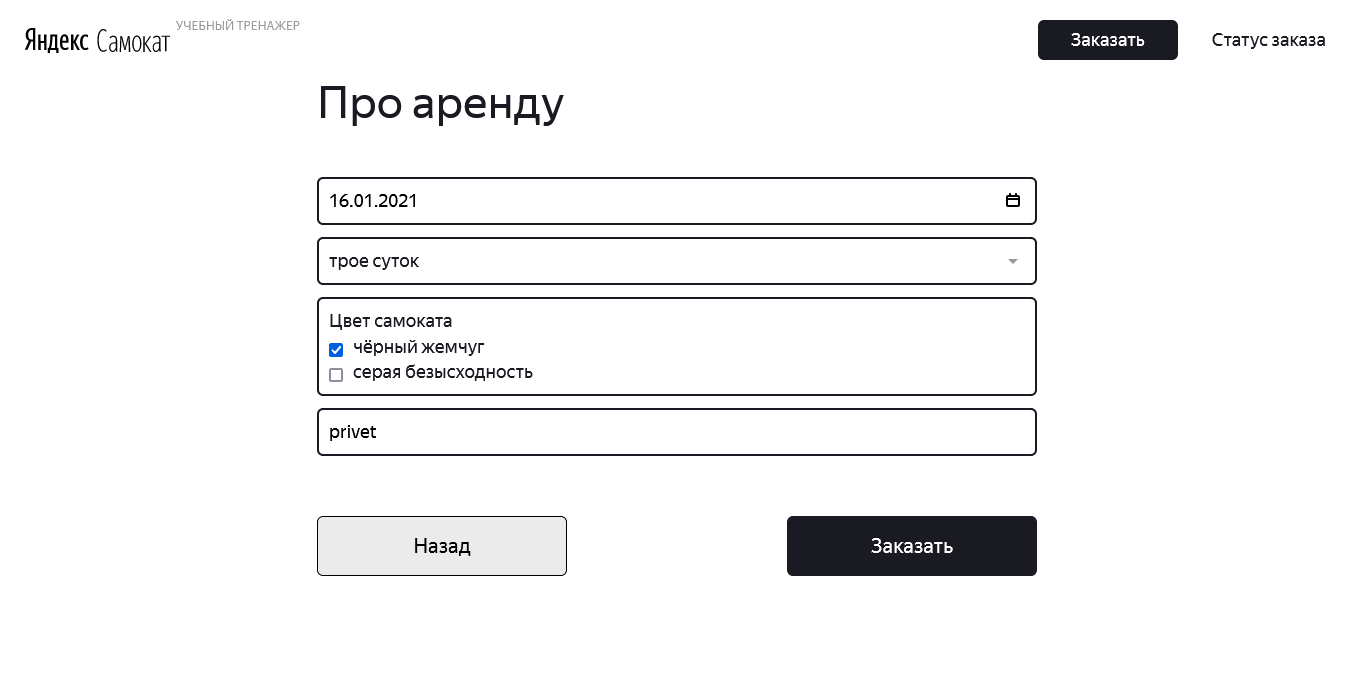 Яндекс Самокат
УЧЕБНЫЙ ТРЕНАЖЕР
Заказать
Статус заказа
Про аренду
16.01.2021
трое суток
Цвет самоката
чёрный жемчуг
серая безысходность
privet
Назад
Заказать